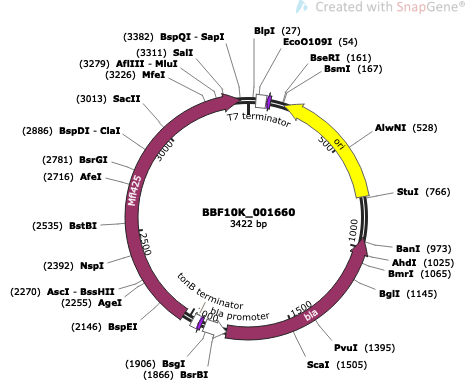 Created with SnapGene®
(3382) BspQI - SapI
BlpI (27)
EcoO109I (54)
(3311) SalI
BseRI (161)
(3279) AflIII - MluI
BsmI (167)
(3226) MfeI
(3013) SacII
T7 terminator
AlwNI (528)
(2886) BspDI - ClaI
3000
500
ori
(2781) BsrGI
(2716) AfeI
StuI (766)
Mfl425
BBF10K_001660
3422 bp
(2535) BstBI
2500
1000
BanI (973)
(2392) NspI
AhdI (1025)
BmrI (1065)
(2270) AscI - BssHII
(2255) AgeI
tonB terminator
BglI (1145)
bla promoter
1500
bla
(2146) BspEI
PvuI (1395)
(1906) BsgI
ScaI (1505)
(1866) BsrBI